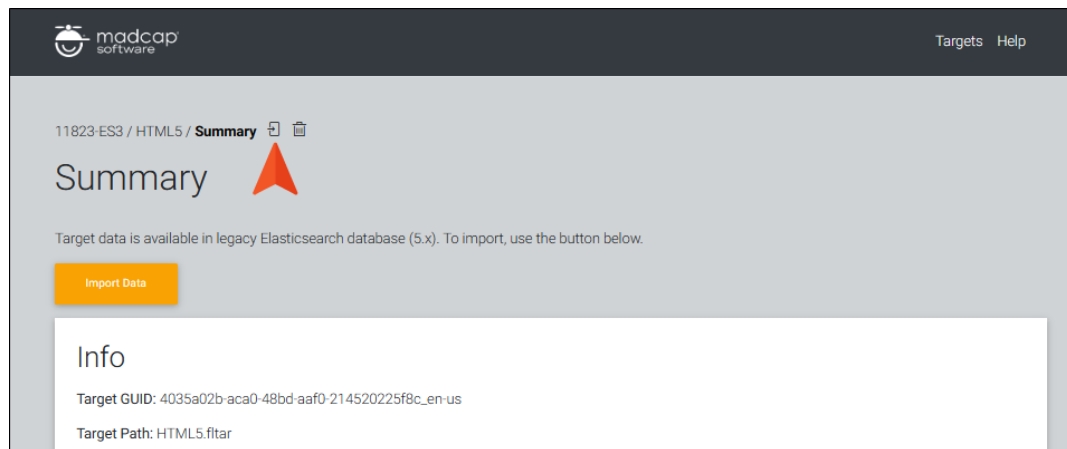 madcap
software
Targets Help
11823-ES3 / HTML5 / Summary
Summary
Target data is available in legacy Elasticsearch database (5.x). To import, use the button below.
Import Data
Info
Target GUID: 4035a02b-aca0-48bd-aaf0-214520225f8c_en-us
Target Path: HTML5.fltar